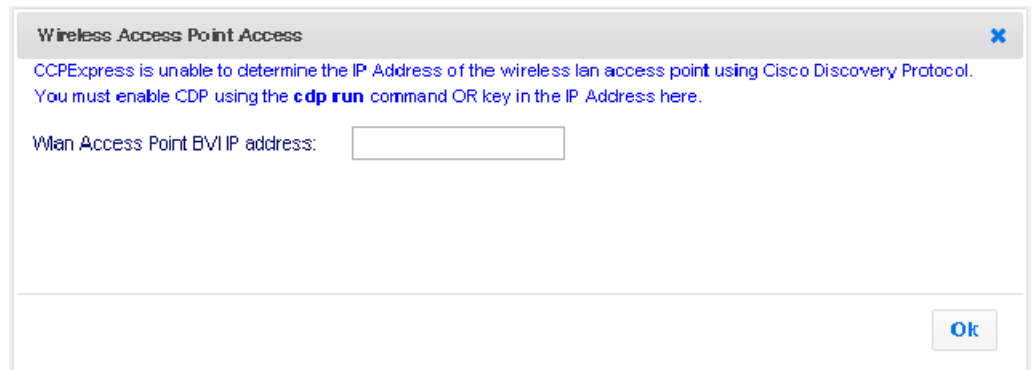 Wireless Access Point Access
CCPExpress is unable to determine the IP Address of the wireless lan access point using Cisco Discovery Protocol.
You must enable CDP using the cdp run command OR key in the IP Address here.
Wlan Access Point BVI IP address:
Ok